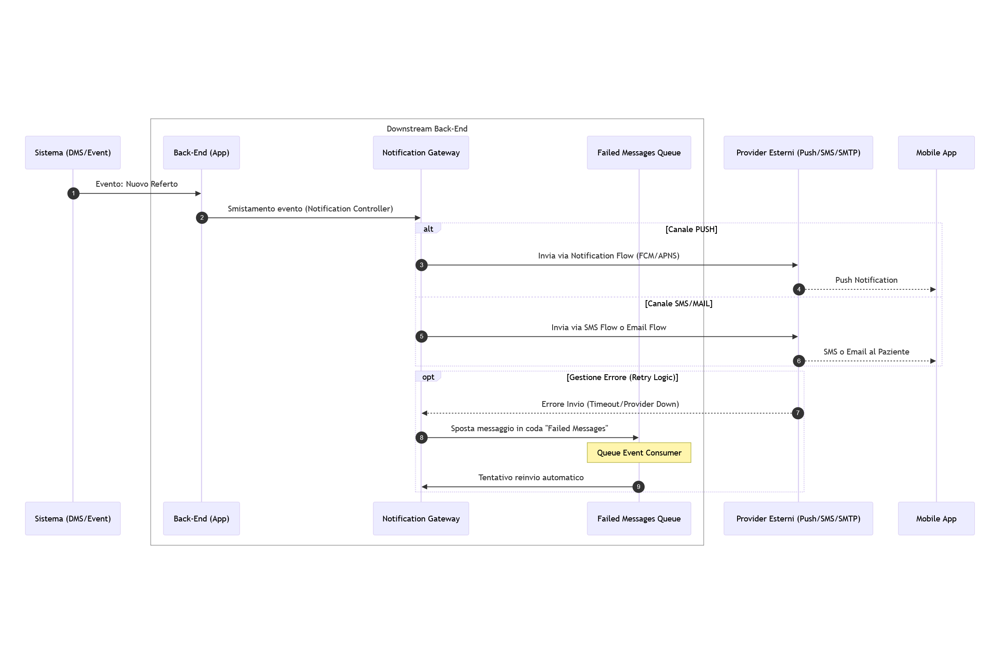 Downstream Back-End
Sistema (DMS/Event)
Back-End (App)
Notification Gateway
Failed Messages Queue
Provider Esterni (Push/SMS/SMTP)
Mobile App
Evento: Nuovo Referto
1
Smistamento evento (Notification Controller)
2
alt
[Canale PUSH]
Invia via Notification Flow (FCM/APNS)
3
Push Notification
4
[Canale SMS/MAIL]
Invia via SMS Flow o Email Flow
5
SMS o Email al Paziente
6
opt
[Gestione Errore (Retry Logic)]
Errore Invio (Timeout/Provider Down)
7
Sposta messaggio in coda "Failed Messages"
8
Queue Event Consumer
Tentativo reinvio automatico
9
Sistema (DMS/Event)
Back-End (App)
Notification Gateway
Failed Messages Queue
Provider Esterni (Push/SMS/SMTP)
Mobile App